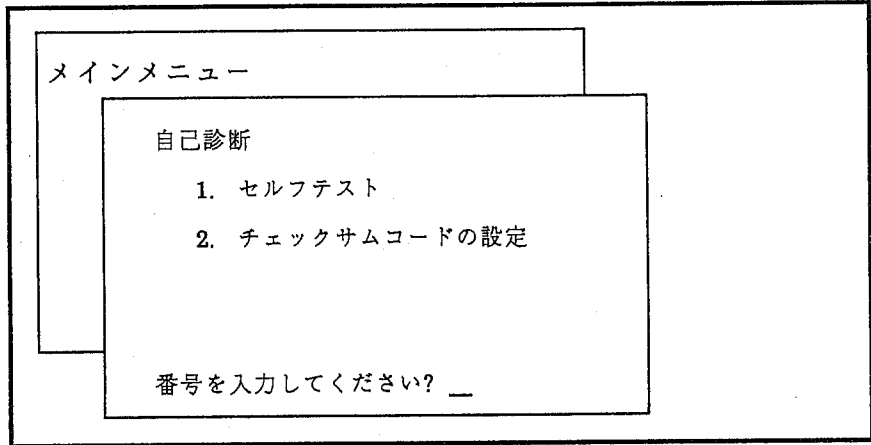 メインメニュー
自己診断
1. セルフテスト
2. チェックサムコードの設定
番号を入力してください? _